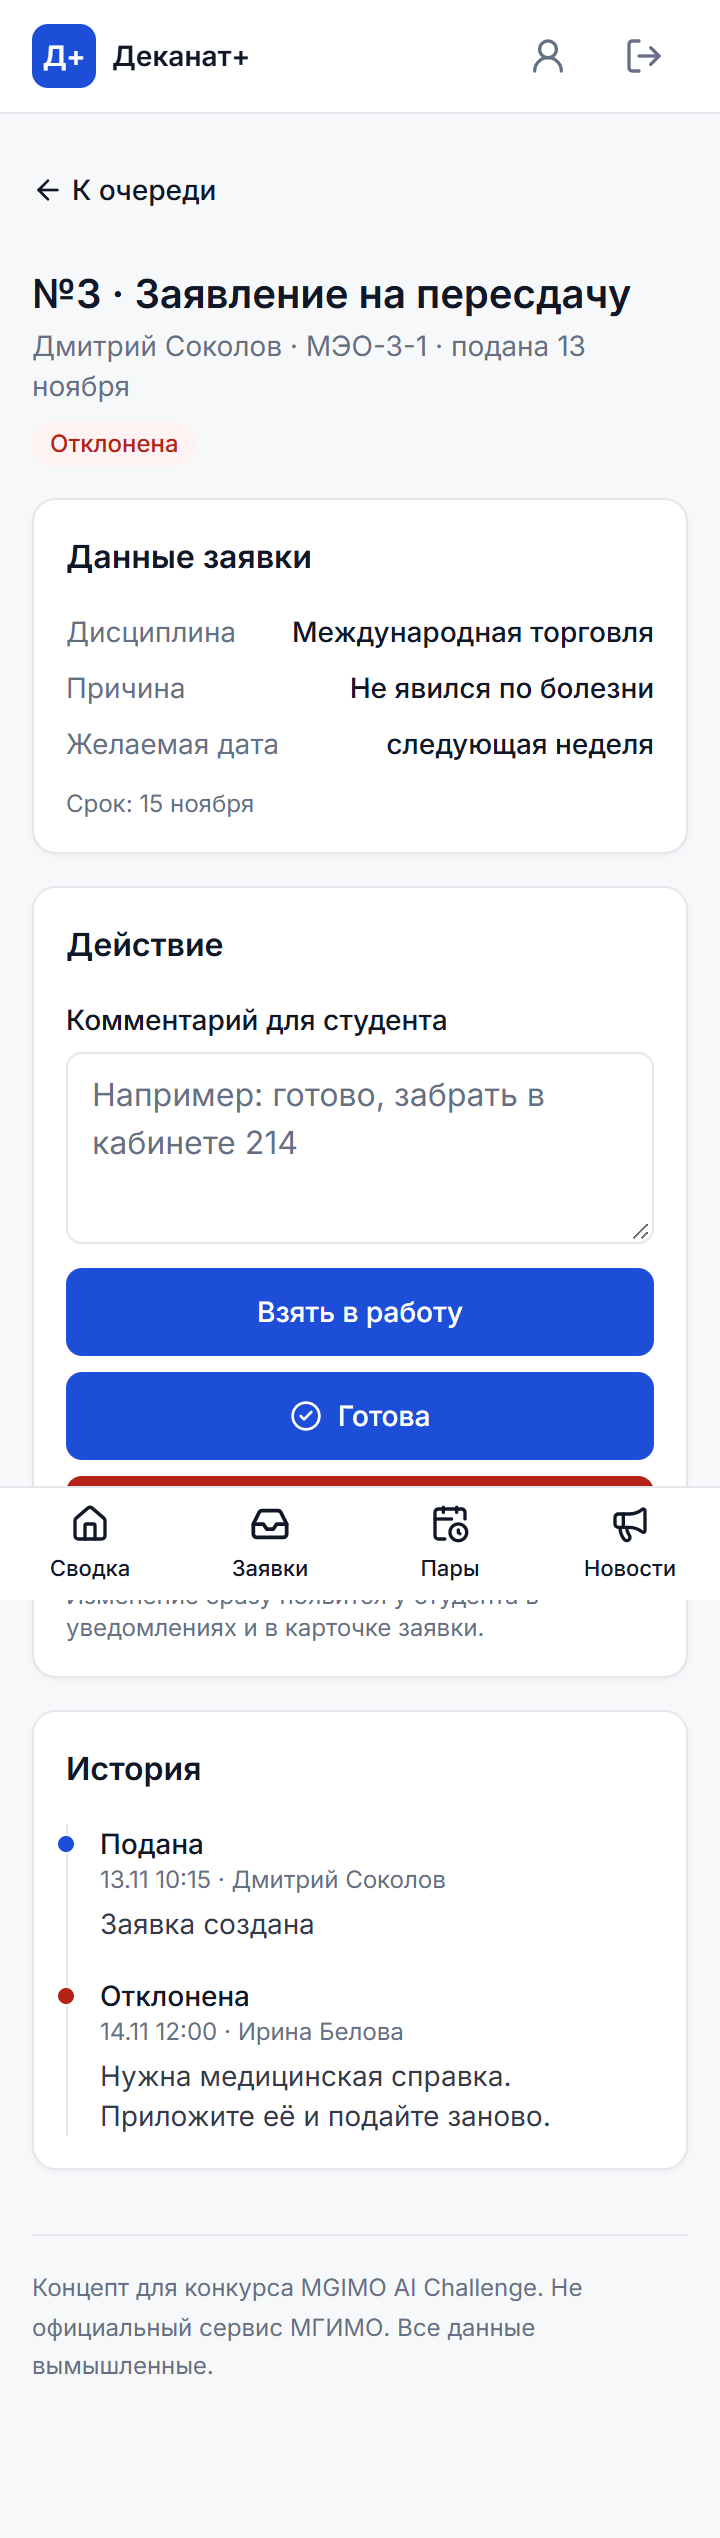 Д+ Деканат+
К очереди
№3 · Заявление на пересдачу
Дмитрий Соколов · МЭО-3-1 · подана 13
ноября
Отклонена
Данные заявки
Дисциплина Международная торговля
Причина Не явился по болезни
Желаемая дата следующая неделя
Срок: 15 ноября
Действие
Комментарий для студента
Например: готово, забрать в
кабинете 214
Взять в работу
Готова
Сводка Заявки Пары Новости
уведомлениях и в карточке заявки.
История
Подана
13.11 10:15 · Дмитрий Соколов
Заявка создана
Отклонена
14.11 12:00 · Ирина Белова
Нужна медицинская справка.
Приложите её и подайте заново.
Концепт для конкурса MGIMO AI Challenge. Не
официальный сервис МГИМО. Все данные
вымышленные.